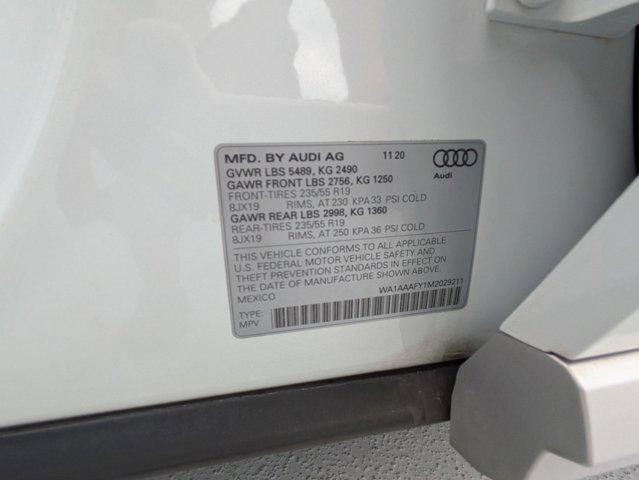 MFD. BY AUDI AG 11 20
GVWR LBS 5489, KG 2490
GAWR FRONT LBS 2756, KG 1250
FRONT-TIRES 235/55 R19
8JX19 RIMS, AT 230 KPA 33 PSI COLD
GAWR REAR LBS 2998, KG 1360
REAR-TIRES 235/55 R19
8JX19 RIMS, AT 250 KPA 36 PSI COLD
Audi
THIS VEHICLE CONFORMS TO ALL APPLICABLE
U.S. FEDERAL MOTOR VEHICLE SAFETY AND
THEFT PREVENTION STANDARDS IN EFFECT ON
THE DATE OF MANUFACTURE SHOWN ABOVE.
MEXICO WA1AAAFY1M2029211
TYPE:
MPV